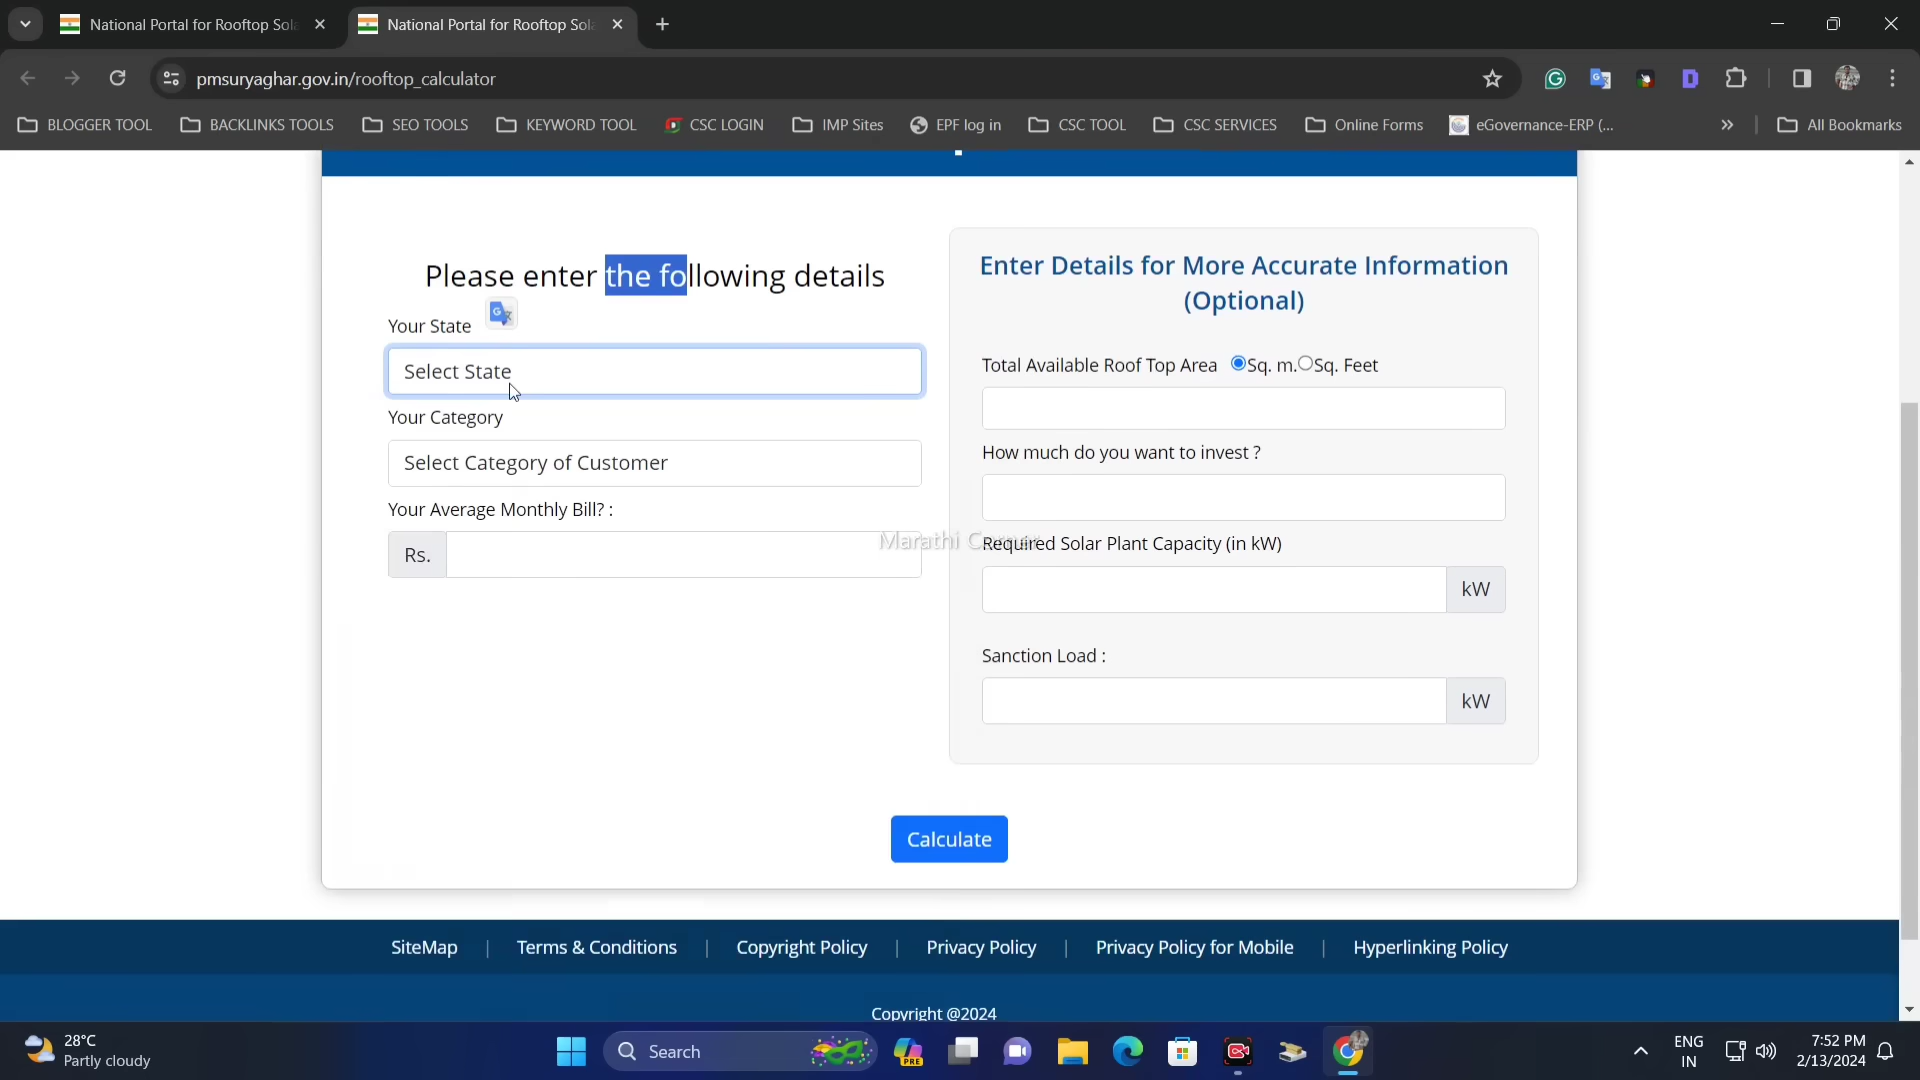 National Portal for Rooftop Sola
National Portal for Rooftop Sola
pmsuryaghar.gov.in/rooftop_calculator
BLOGGER TOOL
BACKLINKS TOOLS
SEO TOOLS
KEYWORD TOOL
CSC LOGIN
IMP Sites
EPF log in
CSC TOOL
CSC SERVICES
Online Forms
eGovernance-ERP (...
All Bookmarks
Please enter the following details
Your State
Select State
Your Category
Select Category of Customer
Your Average Monthly Bill? :
Rs.
Enter Details for More Accurate Information
(Optional)
Total Available Roof Top Area Sq. m. Sq. Feet
How much do you want to invest ?
Marathi Corner
Required Solar Plant Capacity (in kW)
kW
Sanction Load :
kW
Calculate
SiteMap | Terms & Conditions | Copyright Policy | Privacy Policy | Privacy Policy for Mobile | Hyperlinking Policy
Copyright @2024
28°C
Partly cloudy
Search
PRE
ENG
IN
7:52 PM
2/13/2024